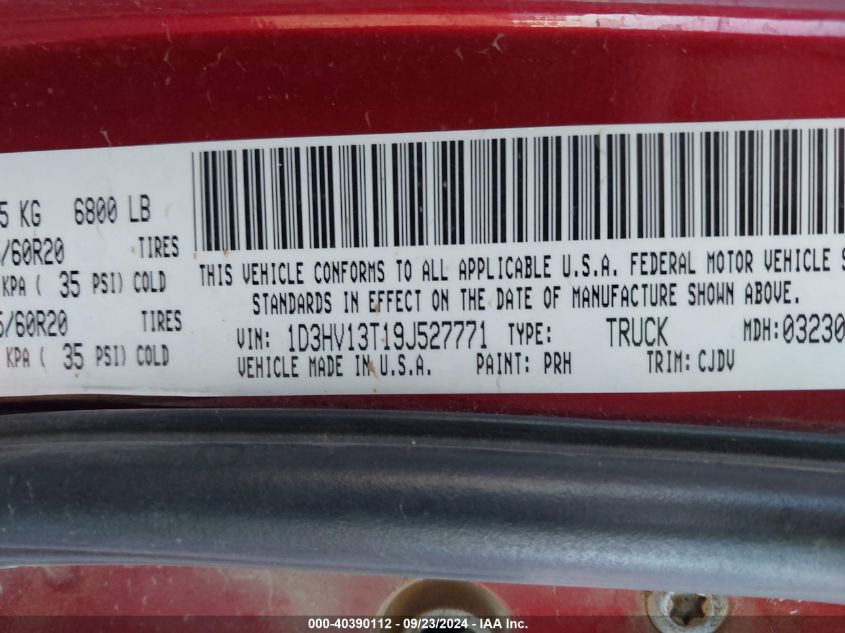 5 KG 6800 LB
/60R20 TIRES
KPA ( 35 PSI) COLD
5/60R20 TIRES
KPA ( 35 PSI) COLD
THIS VEHICLE CONFORMS TO ALL APPLICABLE U.S.A. FEDERAL MOTOR VEHICLE S
STANDARDS IN EFFECT ON THE DATE OF MANUFACTURE SHOWN ABOVE.
VIN: 1D3HV13T19J527771 TYPE: TRUCK MDH: 03230
VEHICLE MADE IN U.S.A. PAINT: PRH TRIM: CJDV
000-40390112 - 09/23/2024 - IAA Inc.